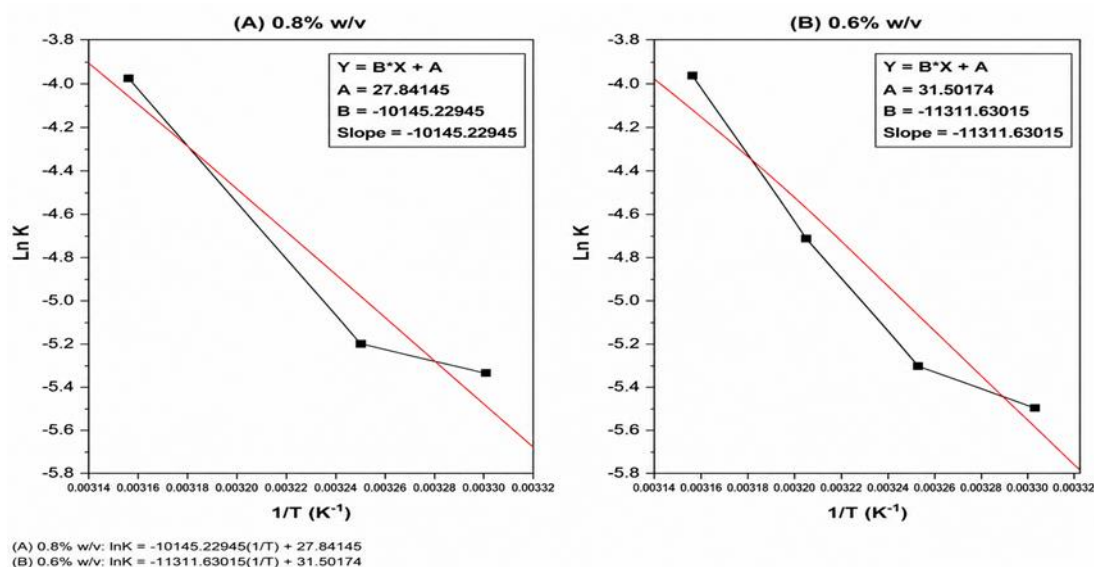 (A) 0.8% w/v
-3.8
-4.0
-4.2
-4.4
-4.6
-4.8
-5.0
-5.2
-5.4
-5.6
-5.8
Ln K
Y = B*X + A
A = 27.84145
B = -10145.22945
Slope = -10145.22945
0.00314 0.00316 0.00318 0.00320 0.00322 0.00324 0.00326 0.00328 0.00330 0.00332
1/T (K⁻¹)
(B) 0.6% w/v
-3.8
-4.0
-4.2
-4.4
-4.6
-4.8
-5.0
-5.2
-5.4
-5.6
-5.8
Ln K
Y = B*X + A
A = 31.50174
B = -11311.63015
Slope = -11311.63015
0.00314 0.00316 0.00318 0.00320 0.00322 0.00324 0.00326 0.00328 0.00330 0.00332
1/T (K⁻¹)
(A) 0.8% w/v: lnK = -10145.22945(1/T) + 27.84145
(B) 0.6% w/v: lnK = -11311.63015(1/T) + 31.50174